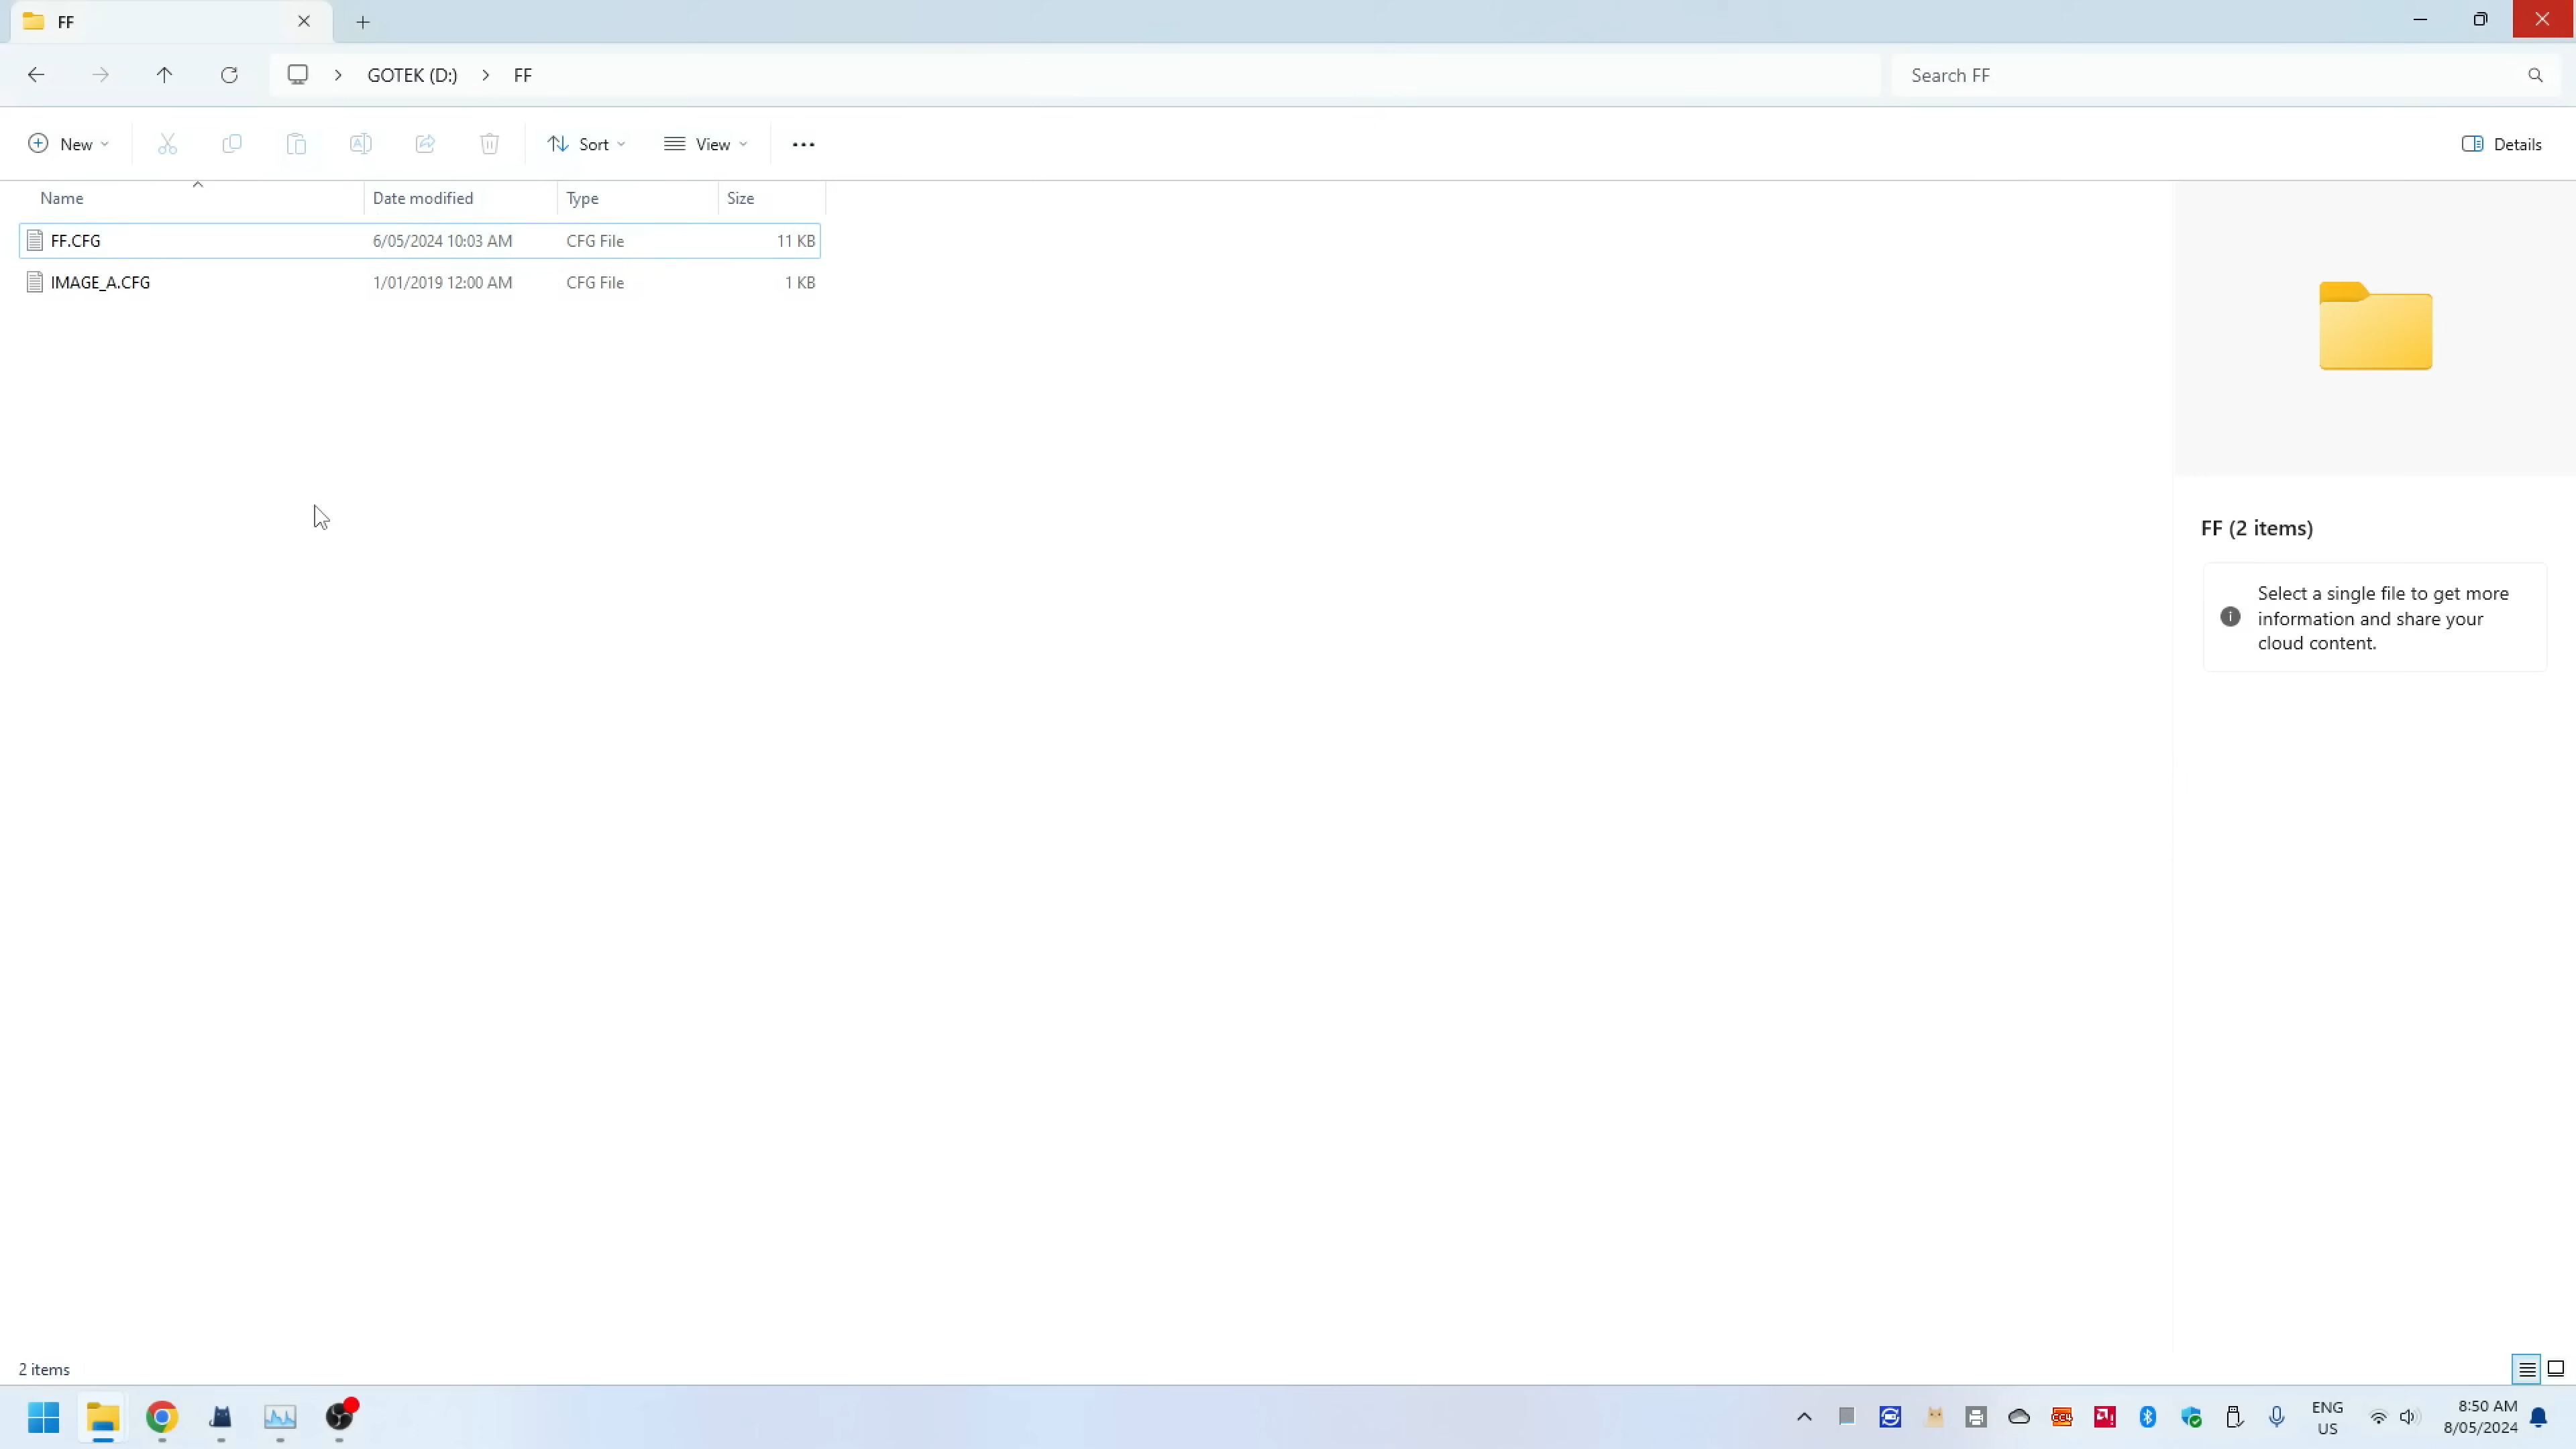 FF
GOTEK (D:) FF
Search FF
New
Sort
View
Details
Name Date modified Type Size
FF.CFG 6/05/2024 10:03 AM CFG File 11 KB
IMAGE_A.CFG 1/01/2019 12:00 AM CFG File 1 KB
FF (2 items)
Select a single file to get more
information and share your
cloud content.
2 items
ENG
US
8:50 AM
8/05/2024